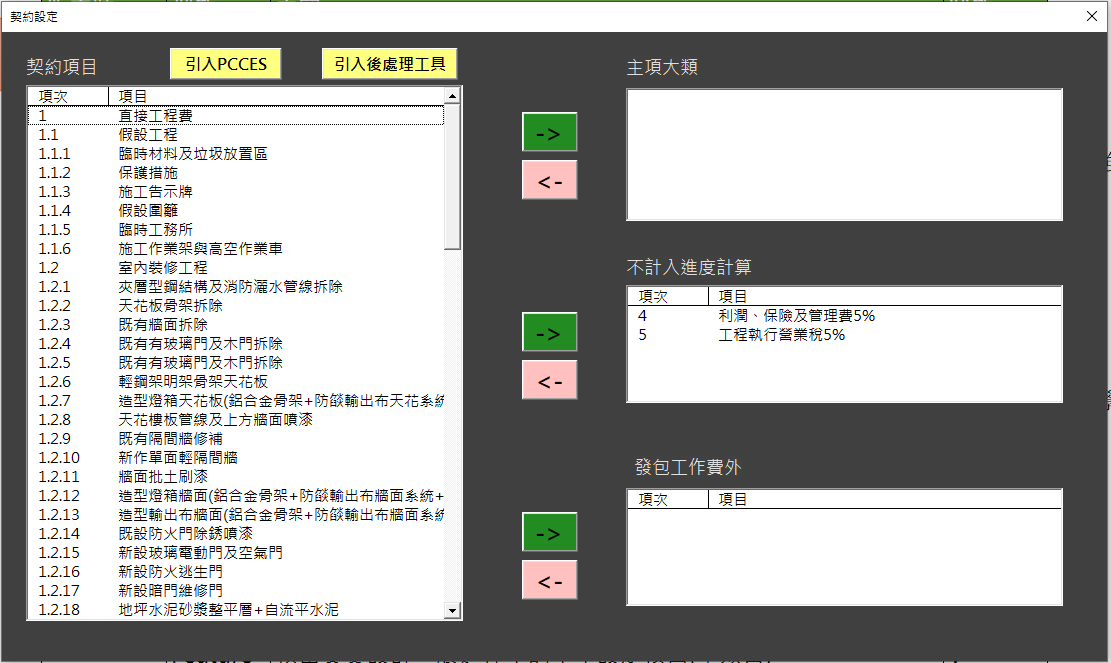 契約設定
契約項目
引入PCCES
引入後處理工具
項次 項目
1 直接工程費
1.1 假設工程
1.1.1 臨時材料及垃圾放置區
1.1.2 保護措施
1.1.3 施工告示牌
1.1.4 假設圍籬
1.1.5 臨時工務所
1.1.6 施工作業架與高空作業車
1.2 室內裝修工程
1.2.1 夾層型鋼結構及消防灑水管線拆除
1.2.2 天花板骨架拆除
1.2.3 既有牆面拆除
1.2.4 既有有玻璃門及木門拆除
1.2.5 既有有玻璃門及木門拆除
1.2.6 輕鋼架明架骨架天花板
1.2.7 造型燈箱天花板(鋁合金骨架+防燄輸出布天花系統
1.2.8 天花樓板管線及上方牆面噴漆
1.2.9 既有隔間牆修補
1.2.10 新作單面輕隔間牆
1.2.11 牆面批土刷漆
1.2.12 造型燈箱牆面(鋁合金骨架+防燄輸出布牆面系統+
1.2.13 造型輸出布牆面(鋁合金骨架+防燄輸出布牆面系統
1.2.14 既設防火門除銹噴漆
1.2.15 新設玻璃電動門及空氣門
1.2.16 新設防火逃生門
1.2.17 新設暗門維修門
1.2.18 地坪水泥砂漿整平層+自流平水泥
->
<-
->
<-
->
<-
主項大類
不計入進度計算
項次 項目
4 利潤、保險及管理費5%
5 工程執行營業稅5%
發包工作費外
項次 項目